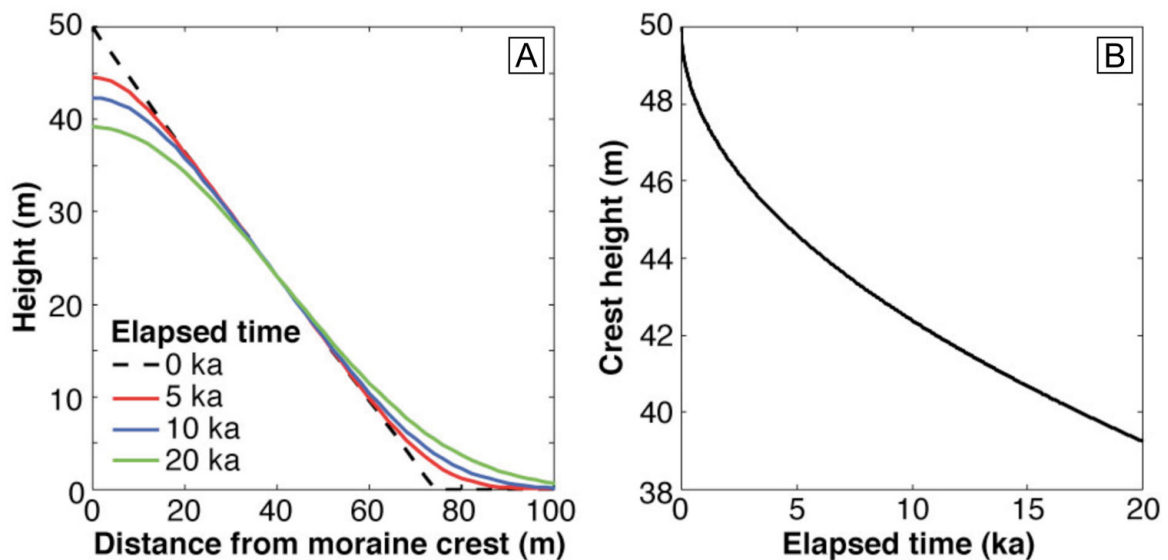 A
Height (m)
50
40
30
20
10
0
Elapsed time
0 ka
5 ka
10 ka
20 ka
0 20 40 60 80 100
Distance from moraine crest (m)
B
Crest height (m)
50
48
46
44
42
40
38
0 5 10 15 20
Elapsed time (ka)